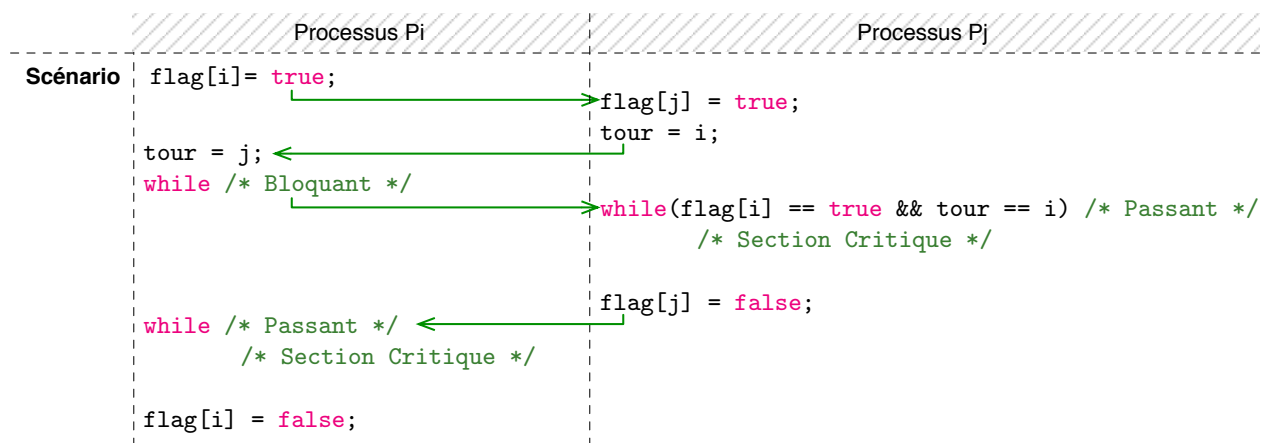 Processus Pi Processus Pj
Scénario flag[i]= true;
flag[j] = true;
tour = i;
tour = j;
while /* Bloquant */
while(flag[i] == true && tour == i) /* Passant */
/* Section Critique */
flag[j] = false;
while /* Passant */
/* Section Critique */
flag[i] = false;